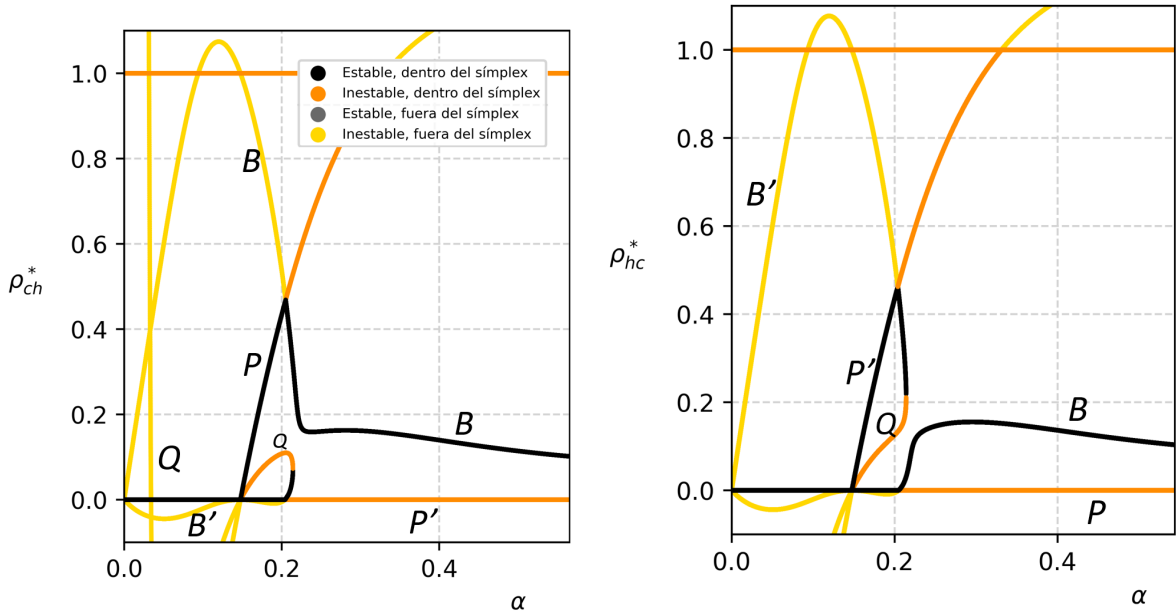 1.0
0.8
0.6
0.4
0.2
0.0
ρ*ch
0.0
0.2
0.4
α
Estable, dentro del símplex
Inestable, dentro del símplex
Estable, fuera del símplex
Inestable, fuera del símplex
B
P
Q
Q
B
B′
P′
1.0
0.8
0.6
0.4
0.2
0.0
ρ*hc
0.0
0.2
0.4
α
B′
P′
Q
B
P